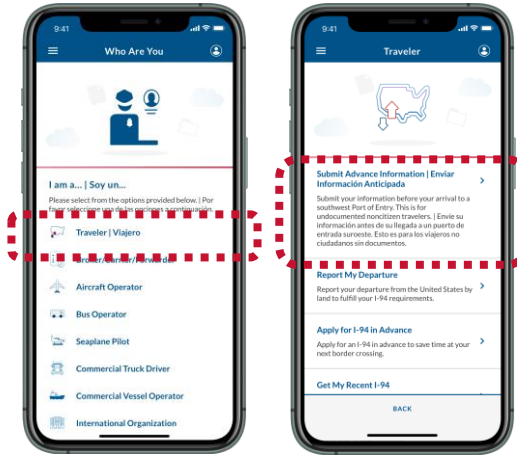 9:41
Who Are You
I am a... | Soy un...
Please select from the options provided below. | Por
favor seleccione una de las opciones a continuación.
Traveler | Viajero
Broker/Carrier/Forwarder
Aircraft Operator
Bus Operator
Seaplane Pilot
Commercial Truck Driver
Commercial Vessel Operator
International Organization
9:41
Traveler
Submit Advance Information | Enviar
Información Anticipada
Submit your information before your arrival to a
southwest Port of Entry. This is for
undocumented noncitizen travelers. | Envie su
información antes de su llegada a un puerto de
entrada suroeste. Esto es para los viajeros no
ciudadanos sin documentos.
Report My Departure
Report your departure from the United States by
land to fulfill your I-94 requirements.
Apply for I-94 in Advance
Apply for an I-94 in advance to save time at your
next border crossing.
Get My Recent I-94
BACK